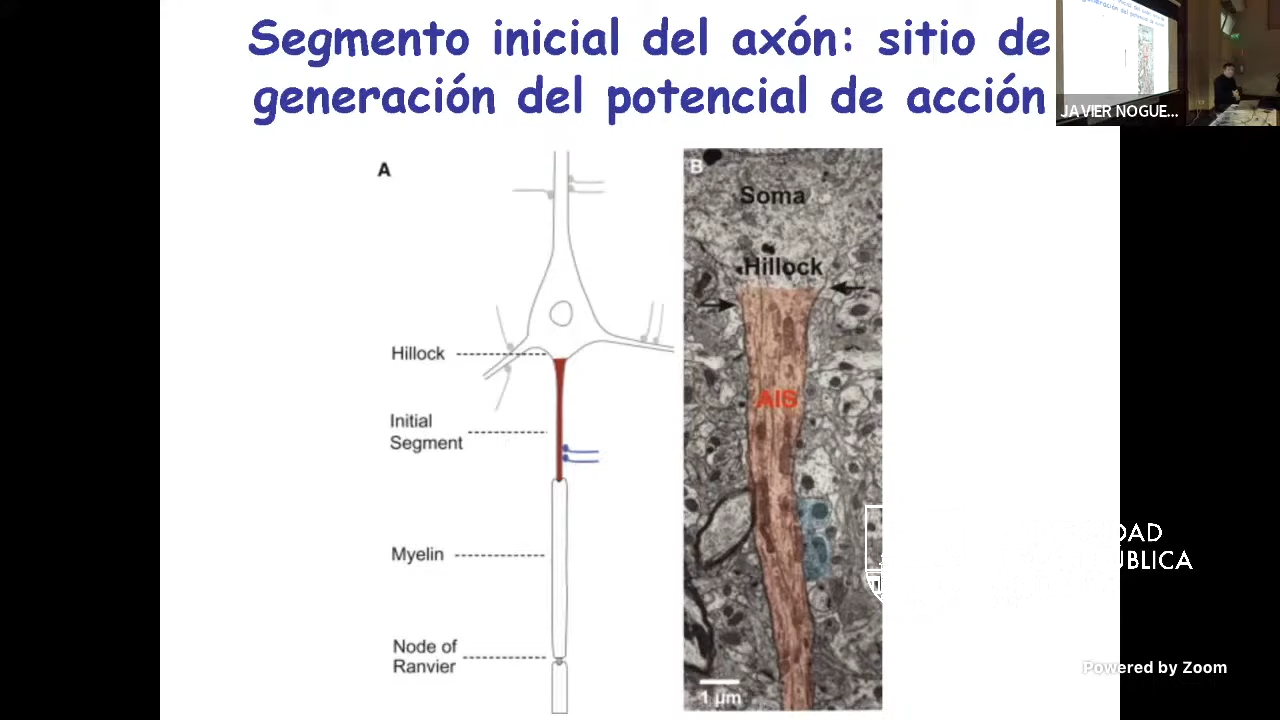 Segmento inicial del axón: sitio de
generación del potencial de acción
JAVIER NOGUE...
A
B
Soma
Hillock
Hillock
AIS
Initial
Segment
Myelin
Node of
Ranvier
1 μm
DAD
ÚBLICA
Powered by Zoom